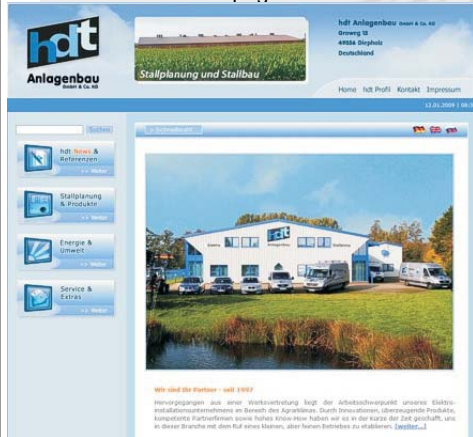 hdt
Anlagenbau
GmbH & Co. KG
Stallplanung und Stallbau
hdt Anlagenbau GmbH & Co. KG
49356 Diepholz
Deutschland
Home hdt Profil Kontakt Impressum
12.01.2009
Suchen
> Schnellwahl
hdt News &
Referenzen
>> Weiter
Stallplanung
& Produkte
>> Weiter
Energie &
Umwelt
>> Weiter
Service &
Extras
>> Weiter
hdt
Anlagenbau
Wir sind Ihr Partner - seit 1997
Hervorgegangen aus einer Werksvertretung liegt der Arbeitsschwerpunkt unseres Elektro-
installationsunternehmens im Bereich des Agrarklimas. Durch Innovationen, überzeugende Produkte,
kompetente Partnerfirmen sowie hohes Know-How haben wir es in der Kürze der Zeit geschafft, uns
in dieser Branche mit dem Ruf eines kleinen, aber feinen Betriebes zu etablieren. [weiter...]